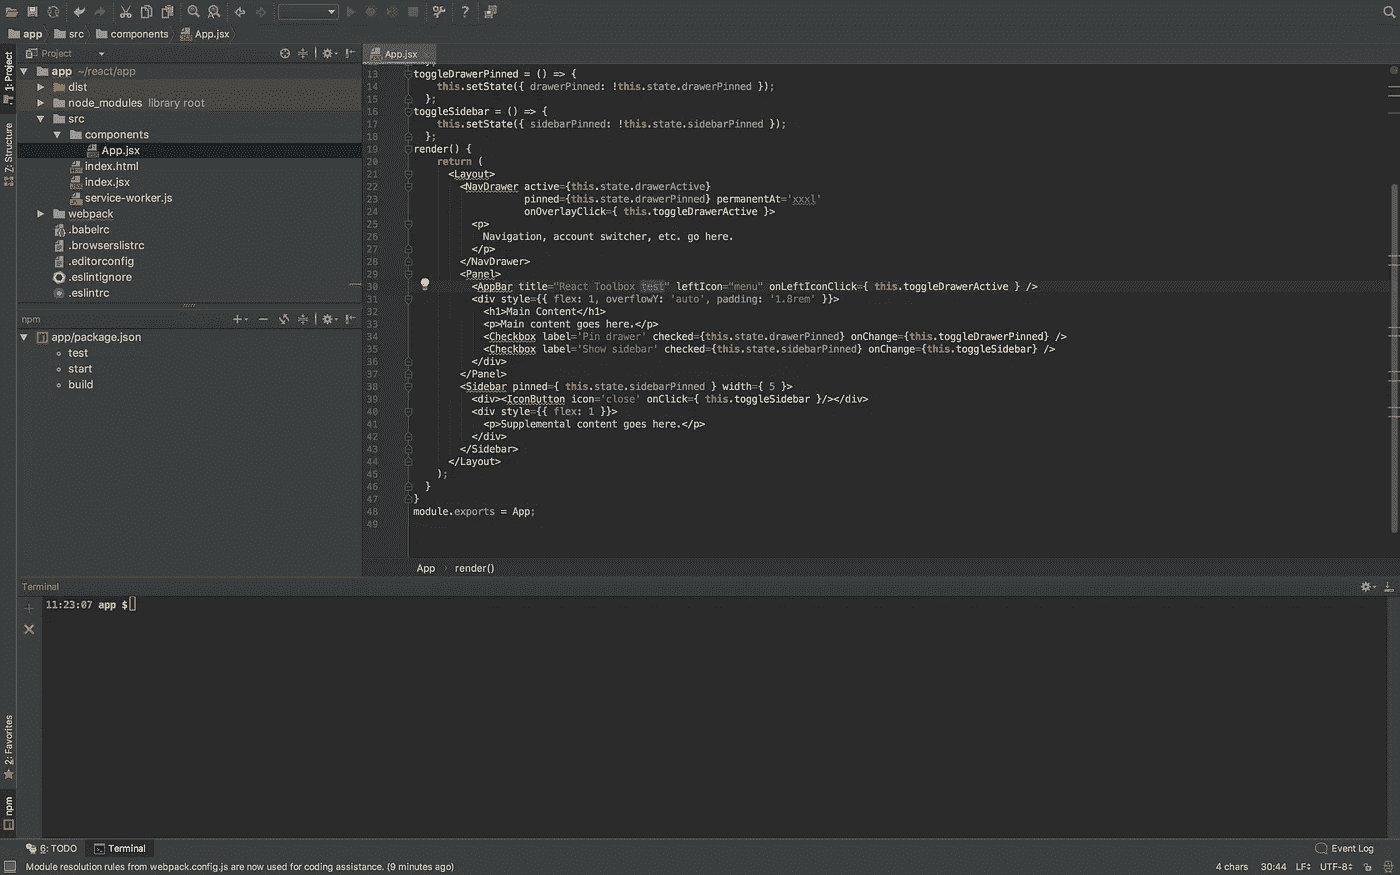 app src components App.jsx
1: Project
Z: Structure
2: Favorites
npm
Project
app ~/react/app
dist
node_modules library root
src
components
App.jsx
index.html
index.jsx
service-worker.js
webpack
.babelrc
.browserslistrc
.editorconfig
.eslintignore
.eslintrc
npm
app/package.json
test
start
build
App.jsx
13 toggleDrawerPinned = () => {
14 this.setState({ drawerPinned: !this.state.drawerPinned });
15 };
16 toggleSidebar = () => {
17 this.setState({ sidebarPinned: !this.state.sidebarPinned });
18 };
19 render() {
20 return (
21 <Layout>
22 <NavDrawer active={this.state.drawerActive}
23 pinned={this.state.drawerPinned} permanentAt='xxxl'
24 onOverlayClick={ this.toggleDrawerActive }>
25 <p>
26 Navigation, account switcher, etc. go here.
27 </p>
28 </NavDrawer>
29 <Panel>
30 <AppBar title="React Toolbox test" leftIcon="menu" onLeftIconClick={ this.toggleDrawerActive } />
31 <div style={{ flex: 1, overflowY: 'auto', padding: '1.8rem' }}>
32 <h1>Main Content</h1>
33 <p>Main content goes here.</p>
34 <Checkbox label='Pin drawer' checked={this.state.drawerPinned} onChange={this.toggleDrawerPinned} />
35 <Checkbox label='Show sidebar' checked={this.state.sidebarPinned} onChange={this.toggleSidebar} />
36 </div>
37 </Panel>
38 <Sidebar pinned={ this.state.sidebarPinned } width={ 5 }>
39 <div><IconButton icon='close' onClick={ this.toggleSidebar }/></div>
40 <div style={{ flex: 1 }}>
41 <p>Supplemental content goes here.</p>
42 </div>
43 </Sidebar>
44 </Layout>
45 );
46 }
47 }
48 module.exports = App;
49
App render()
Terminal
11:23:07 app $
6: TODO Terminal Event Log
Module resolution rules from webpack.config.js are now used for coding assistance. (9 minutes ago) 4 chars 30:44 LF UTF-8